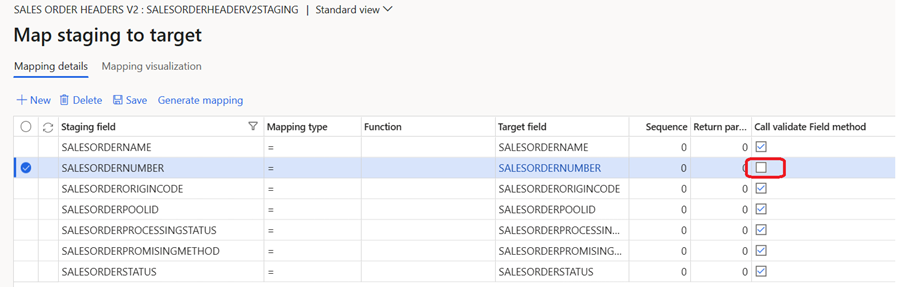 SALES ORDER HEADERS V2 : SALESORDERHEADERV2STAGING | Standard view
Map staging to target
Mapping details Mapping visualization
New Delete Save Generate mapping
Staging field Mapping type Function Target field Sequence Return par... Call validate Field method
SALESORDERNAME = SALESORDERNAME 0 0
SALESORDERNUMBER = SALESORDERNUMBER 0 0
SALESORDERORIGINCODE = SALESORDERORIGINCODE 0 0
SALESORDERPOOLID = SALESORDERPOOLID 0 0
SALESORDERPROCESSINGSTATUS = SALESORDERPROCESSIN... 0 0
SALESORDERPROMISINGMETHOD = SALESORDERPROMISING... 0 0
SALESORDERSTATUS = SALESORDERSTATUS 0 0